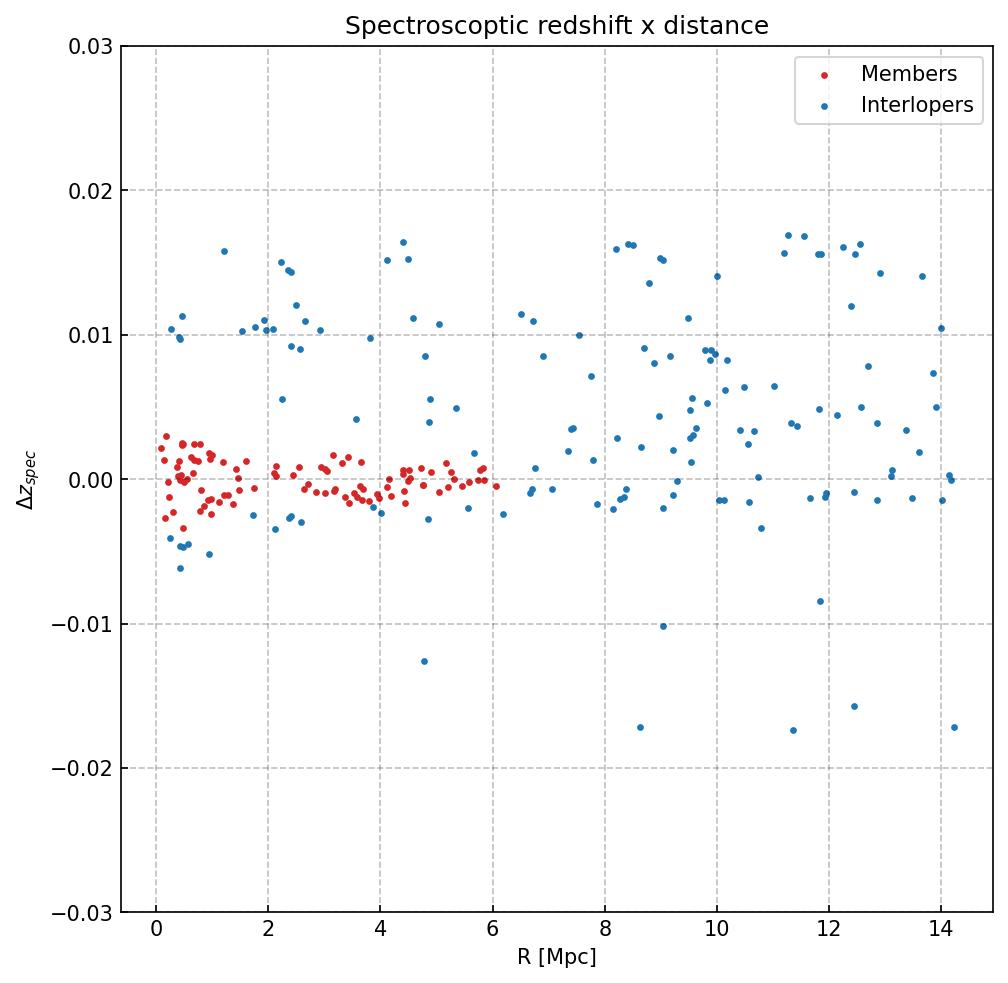 Spectroscoptic redshift x distance
Members
Interlopers
0.03
0.02
0.01
0.00
−0.01
−0.02
−0.03
Δz_spec
0 2 4 6 8 10 12 14
R [Mpc]